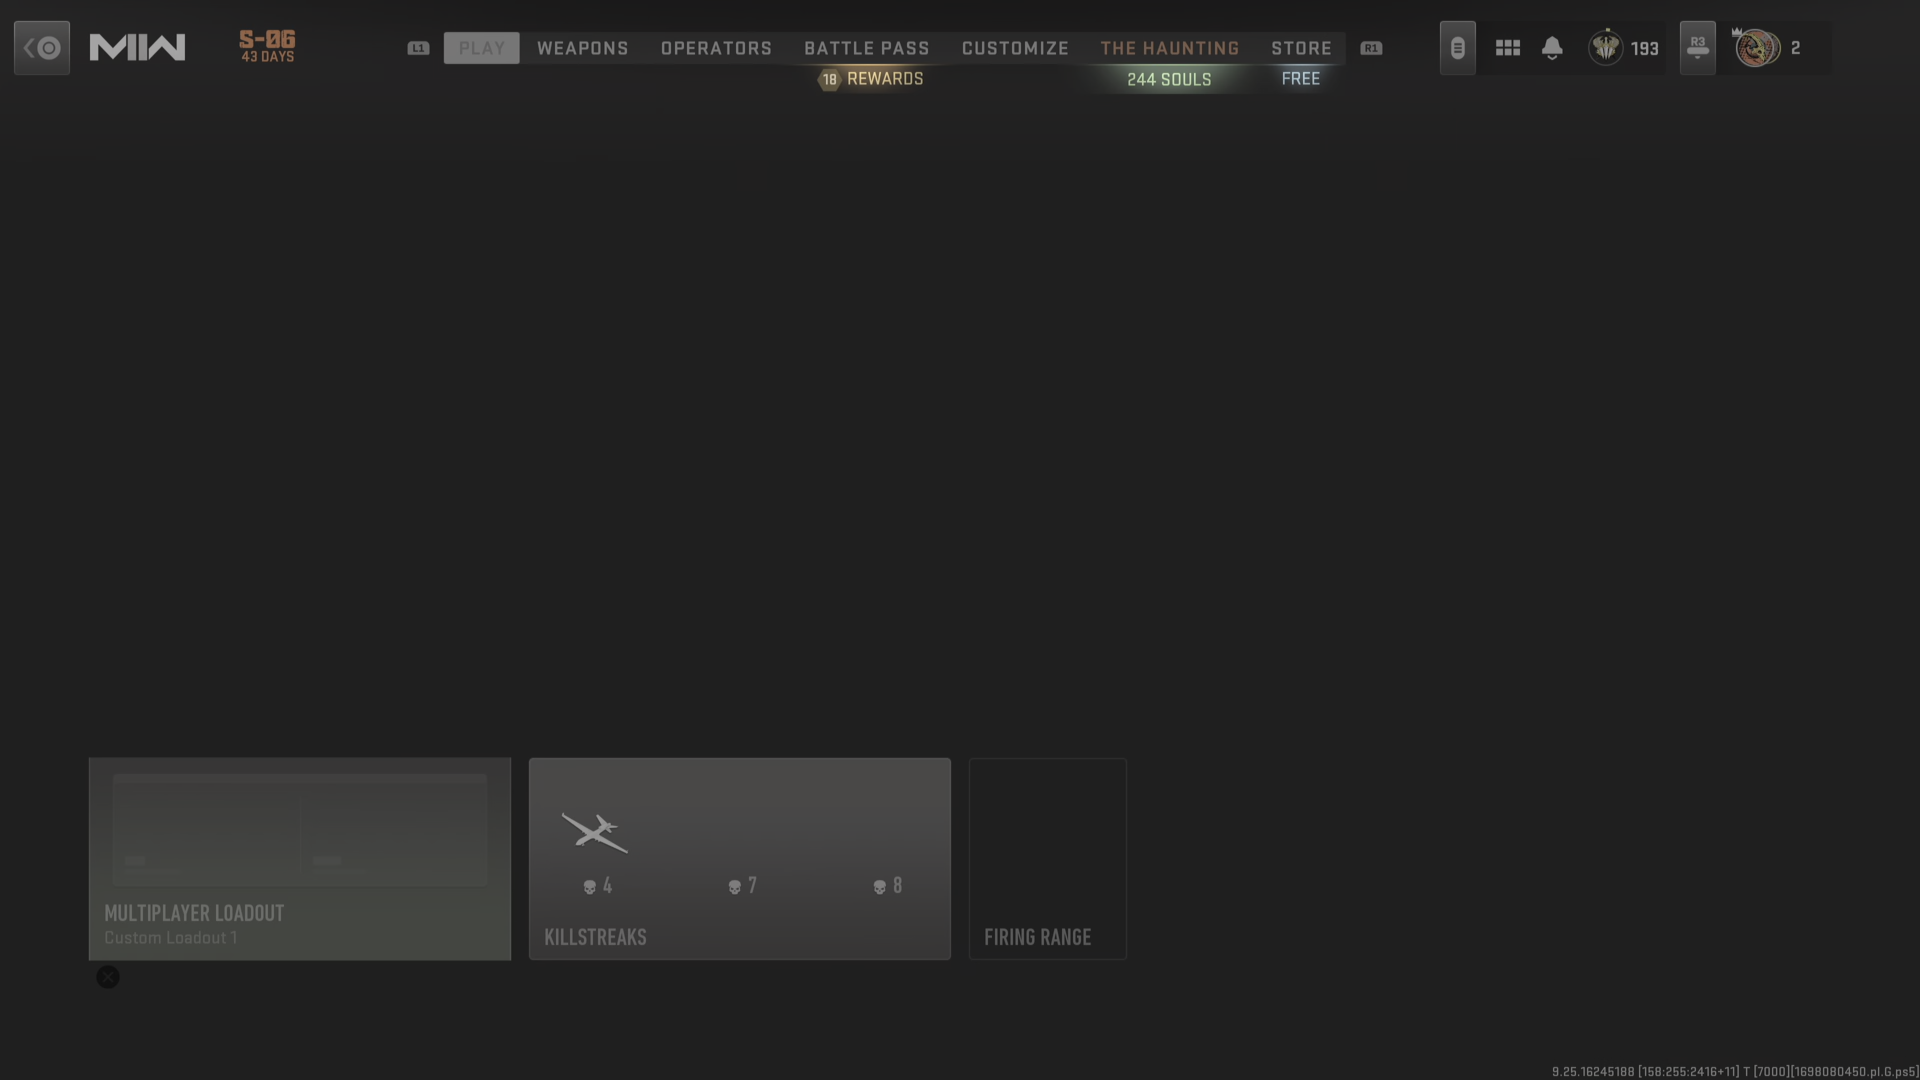 MW
S-06
43 DAYS
L1
PLAY
WEAPONS
OPERATORS
BATTLE PASS
CUSTOMIZE
THE HAUNTING
STORE
R1
18 REWARDS
244 SOULS
FREE
193
R3
2
4
7
8
MULTIPLAYER LOADOUT
Custom Loadout 1
KILLSTREAKS
FIRING RANGE
9.25.16245188 [158:255:2416+11] T [7000][1698080450.pl.G.ps5]